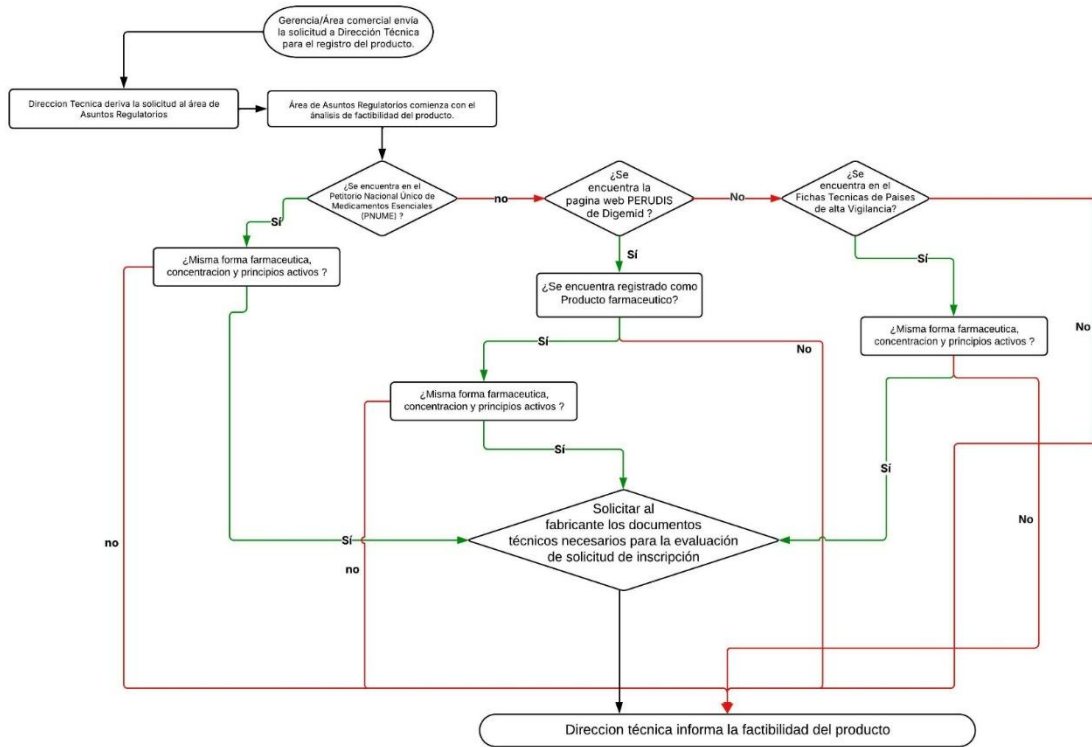 Gerencia/Área comercial envía
la solicitud a Dirección Técnica
para el registro del producto.
Direccion Tecnica deriva la solicitud al área de
Asuntos Regulatorios
Área de Asuntos Regulatorios comienza con el
ánalisis de factibilidad del producto.
¿Se encuentra en el
Petitorio Nacional Único de
Medicamentos Esenciales
(PNUME) ?
no
¿Se
encuentra la
pagina web PERUDIS
de Digemid ?
No
¿Se
encuentra en el
Fichas Tecnicas de Paises
de alta Vigilancia?
Sí
¿Misma forma farmaceutica,
concentracion y principios activos ?
Sí
¿Se encuentra registrado como
Producto farmaceutico?
Sí
¿Misma forma farmaceutica,
concentracion y principios activos ?
No
Sí
No
¿Misma forma farmaceutica,
concentracion y principios activos ?
Sí
Sí
No
Solicitar al
fabricante los documentos
técnicos necesarios para la evaluación
de solicitud de inscripción
no
Sí
no
Direccion técnica informa la factibilidad del producto